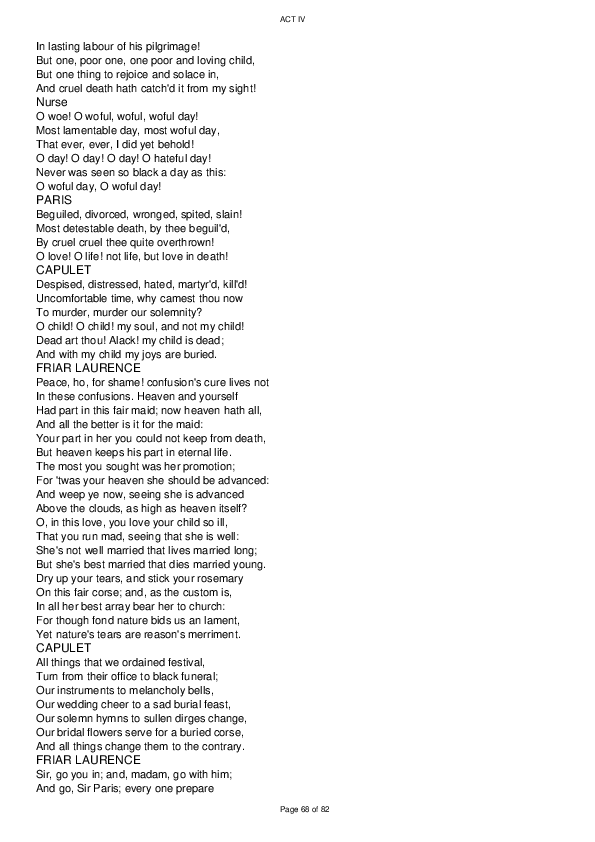 ACT IV
In lasting labour of his pilgrimage!
But one, poor one, one poor and loving child,
But one thing to rejoice and solace in,
And cruel death hath catch'd it from my sight!
Nurse
O woe! O woful, woful, woful day!
Most lamentable day, most woful day,
That ever, ever, I did yet behold!
O day! O day! O day! O hateful day!
Never was seen so black a day as this:
O woful day, O woful day!
PARIS
Beguiled, divorced, wronged, spited, slain!
Most detestable death, by thee beguil'd,
By cruel cruel thee quite overthrown!
O love! O life! not life, but love in death!
CAPULET
Despised, distressed, hated, martyr'd, kill'd!
Uncomfortable time, why camest thou now
To murder, murder our solemnity?
O child! O child! my soul, and not my child!
Dead art thou! Alack! my child is dead;
And with my child my joys are buried.
FRIAR LAURENCE
Peace, ho, for shame! confusion's cure lives not
In these confusions. Heaven and yourself
Had part in this fair maid; now heaven hath all,
And all the better is it for the maid:
Your part in her you could not keep from death,
But heaven keeps his part in eternal life.
The most you sought was her promotion;
For 'twas your heaven she should be advanced:
And weep ye now, seeing she is advanced
Above the clouds, as high as heaven itself?
O, in this love, you love your child so ill,
That you run mad, seeing that she is well:
She's not well married that lives married long;
But she's best married that dies married young.
Dry up your tears, and stick your rosemary
On this fair corse; and, as the custom is,
In all her best array bear her to church:
For though fond nature bids us an lament,
Yet nature's tears are reason's merriment.
CAPULET
All things that we ordained festival,
Turn from their office to black funeral;
Our instruments to melancholy bells,
Our wedding cheer to a sad burial feast,
Our solemn hymns to sullen dirges change,
Our bridal flowers serve for a buried corse,
And all things change them to the contrary.
FRIAR LAURENCE
Sir, go you in; and, madam, go with him;
And go, Sir Paris; every one prepare
Page 68 of 82